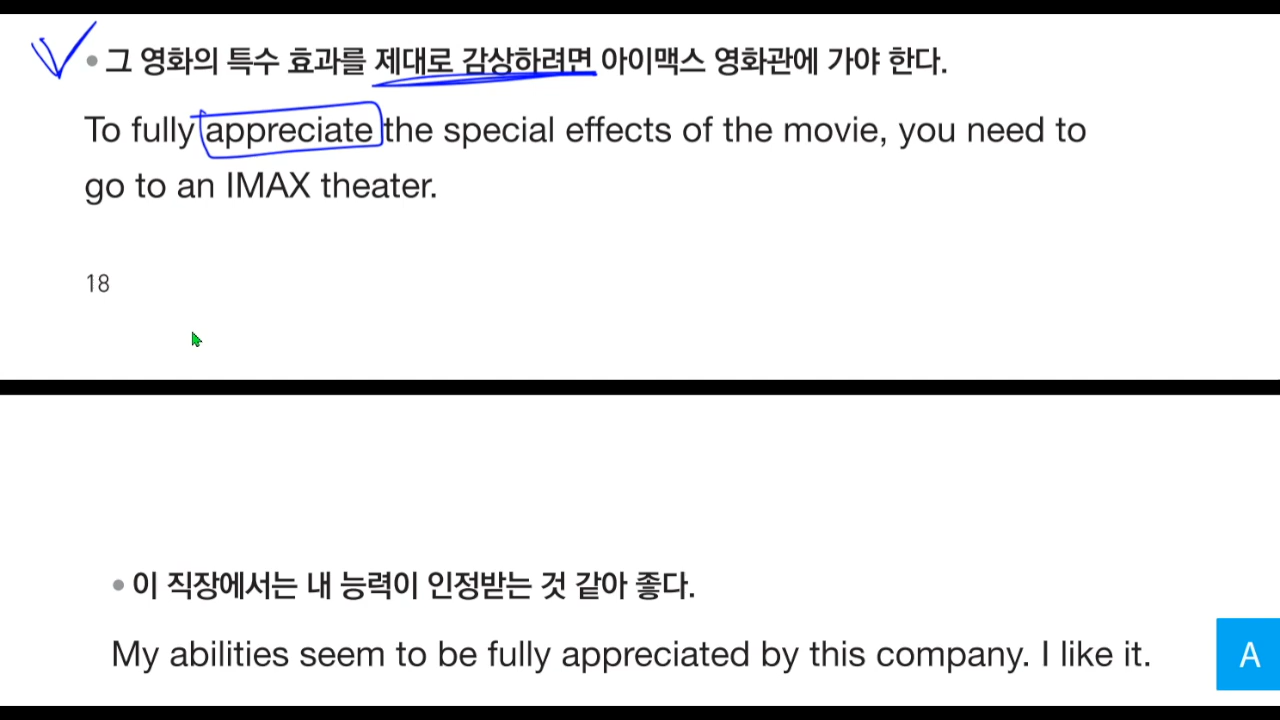 • 그 영화의 특수 효과를 제대로 감상하려면 아이맥스 영화관에 가야 한다.
To fully appreciate the special effects of the movie, you need to
go to an IMAX theater.
18
• 이 직장에서는 내 능력이 인정받는 것 같아 좋다.
My abilities seem to be fully appreciated by this company. I like it.
A